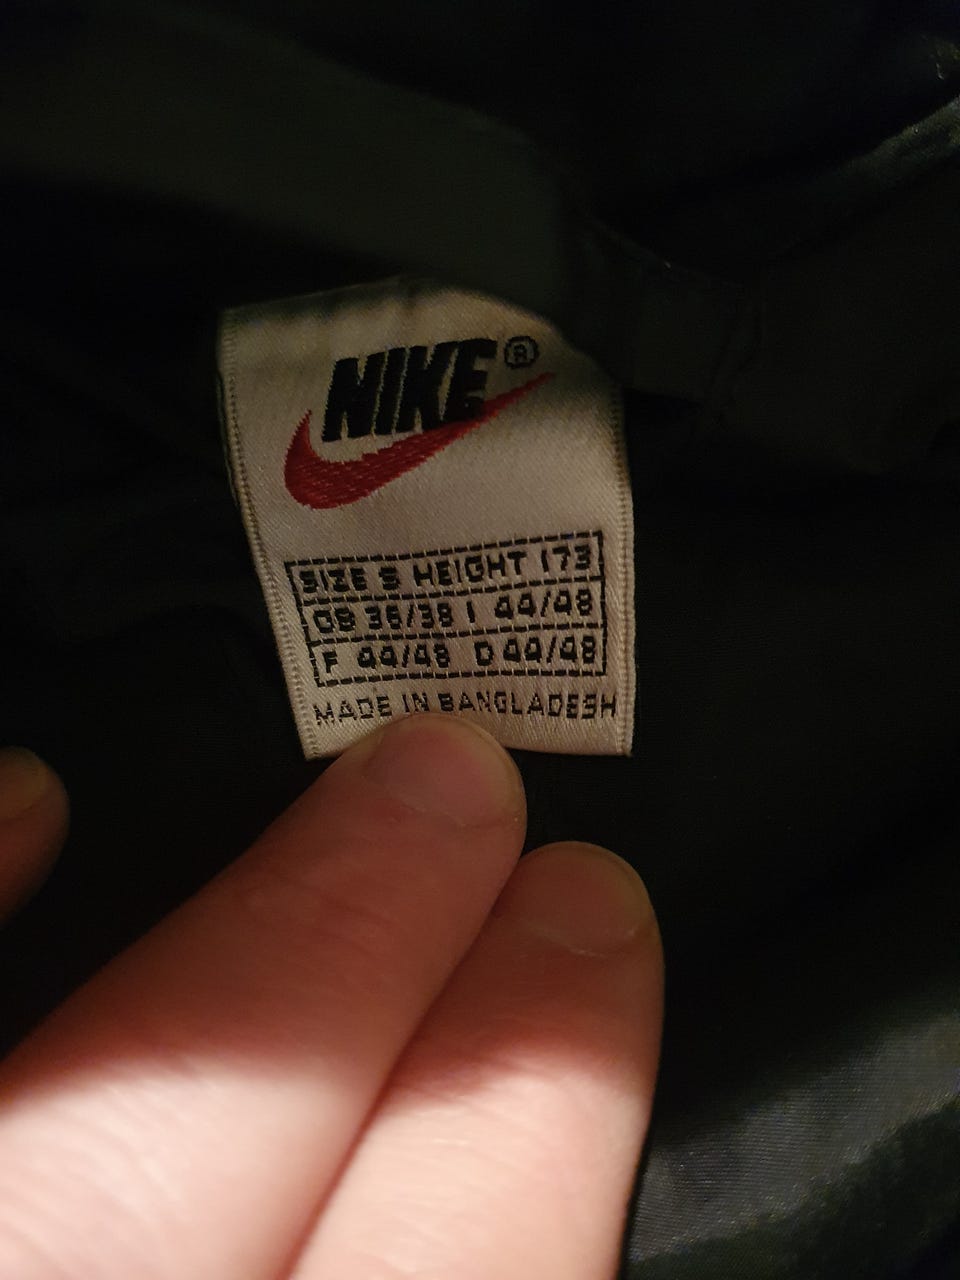 NIKE®
SIZE S HEIGHT 173
GB 36/38 I 44/48
F 44/48 D 44/48
MADE IN BANGLADESH